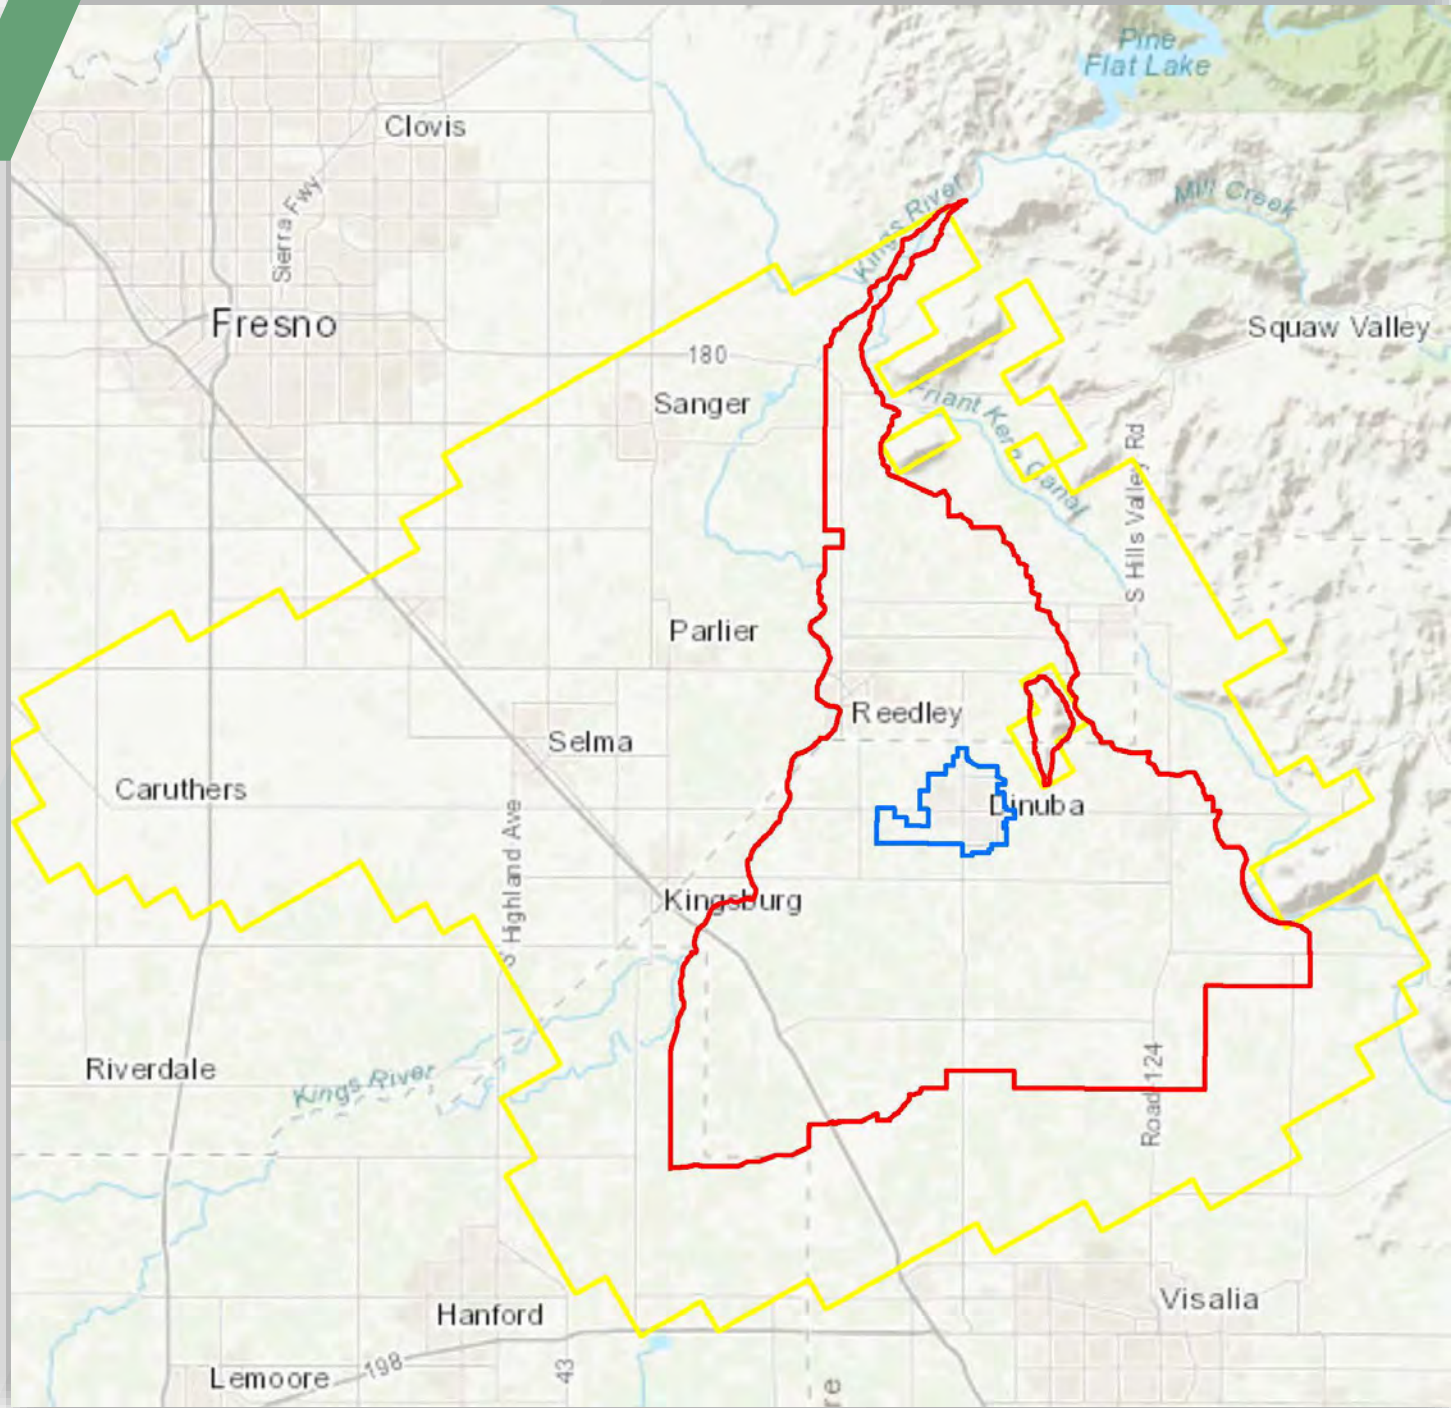 Pine
Flat Lake
Clovis
Sierra Fwy
Kings River
Mill Creek
Fresno
Squaw Valley
180
Sanger
Friant Kern Canal
S Hills Valley Rd
Parlier
Reedley
Selma
Caruthers
Dinuba
S Highland Ave
Kingsburg
Riverdale
Kings River
Road 124
Visalia
Hanford
198
Lemoore
43
re